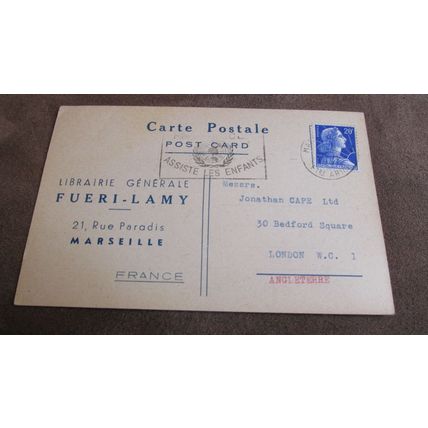 Carte Postale
POST CARD
ASSISTE LES ENFANTS
20F
LIBRAIRIE GÉNÉRALE
FUERI-LAMY
21, Rue Paradis
MARSEILLE
FRANCE
Messrs.
Jonathan CAPE Ltd
30 Bedford Square
LONDON W.C. 1
ANGLETERRE